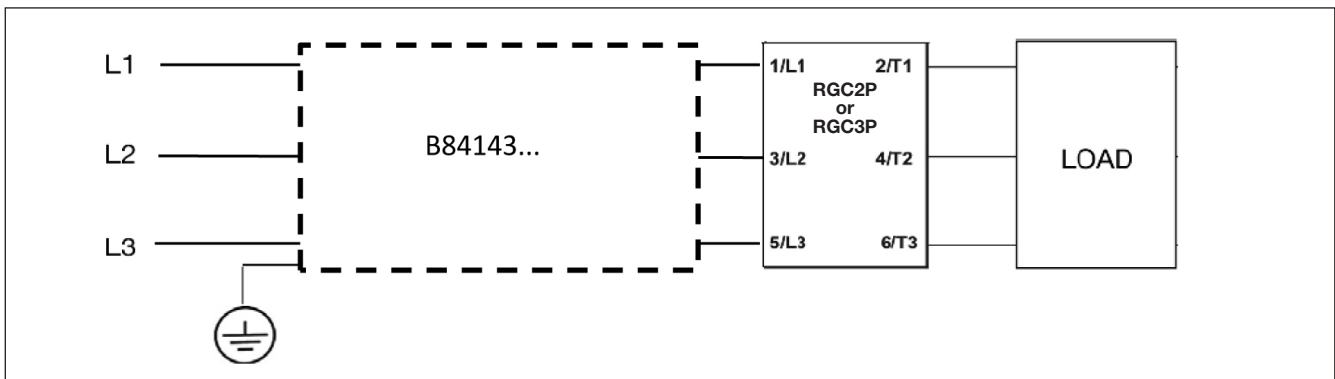 L1
L2
L3
B84143...
1/L1 2/T1
RGC2P
or
RGC3P
3/L2 4/T2
5/L3 6/T3
LOAD